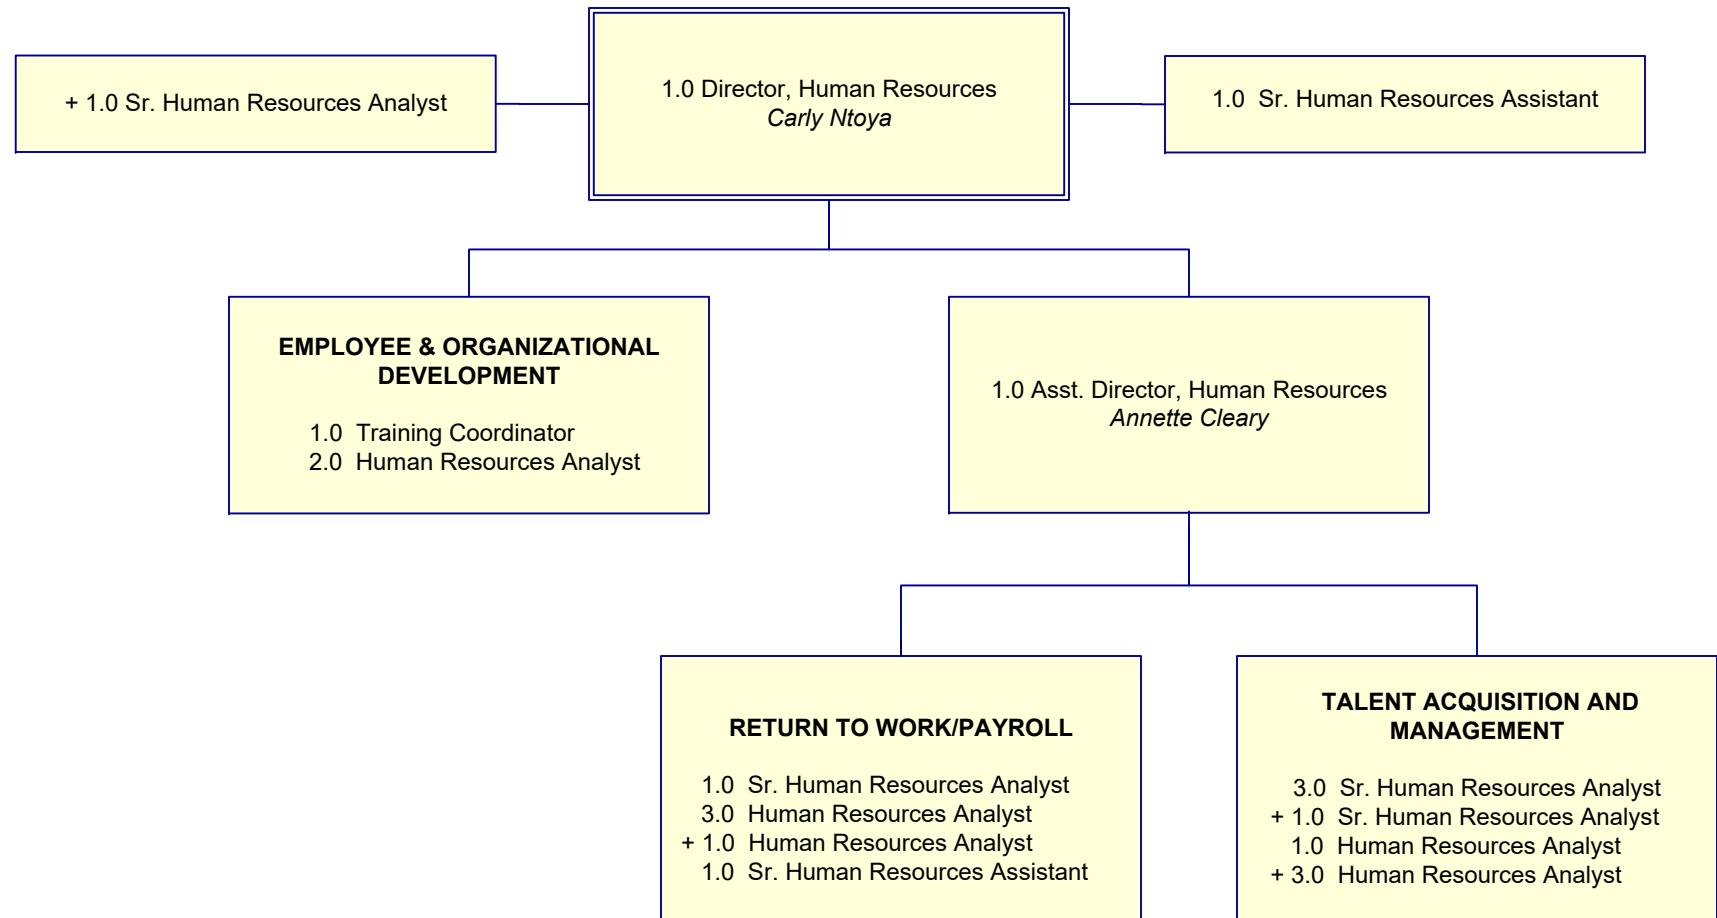 + 1.0 Sr. Human Resources Analyst
1.0 Director, Human Resources
Carly Ntoya
1.0 Sr. Human Resources Assistant
EMPLOYEE & ORGANIZATIONAL
DEVELOPMENT
1.0 Training Coordinator
2.0 Human Resources Analyst
1.0 Asst. Director, Human Resources
Annette Cleary
RETURN TO WORK/PAYROLL
1.0 Sr. Human Resources Analyst
3.0 Human Resources Analyst
+ 1.0 Human Resources Analyst
1.0 Sr. Human Resources Assistant
TALENT ACQUISITION AND
MANAGEMENT
3.0 Sr. Human Resources Analyst
+ 1.0 Sr. Human Resources Analyst
1.0 Human Resources Analyst
+ 3.0 Human Resources Analyst